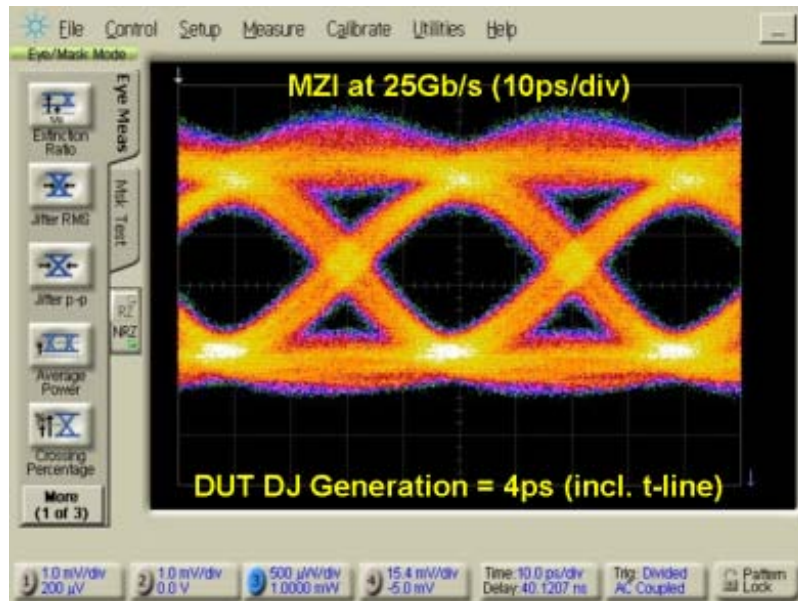 File Control Setup Measure Calibrate Utilities Help
Eye/Mask Mode
MZI at 25Gb/s (10ps/div)
Eye Meas
Msk Test
Extinction
Ratio
Jitter RMS
Jitter p-p
RZ
NRZ
Average
Power
Crossing
Percentage
More
(1 of 3)
DUT DJ Generation = 4ps (incl. t-line)
1) 1.0 mV/div
200 µV
2) 1.0 mV/div
0.0 V
3) 500 µW/div
1.0000 mW
4) 15.4 mV/div
-5.0 mV
Time:10.0 ps/div
Delay:40.1207 ns
Trig: Divided
AC Coupled
Pattern
Lock